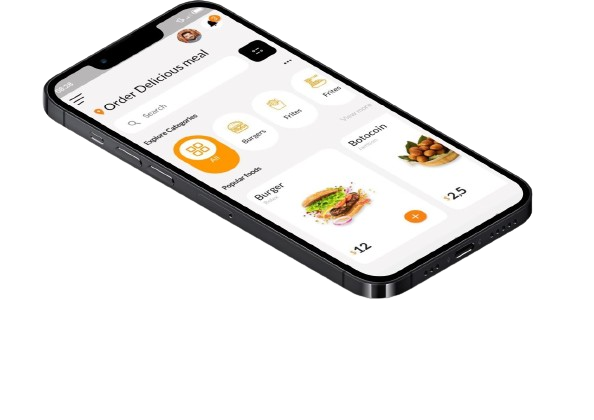 Order Delicious meal
Search
Explore Categories
All
Burgers
Frites
Frites
Popular foods
View more
Burger
$12
Botocoin
$2,5